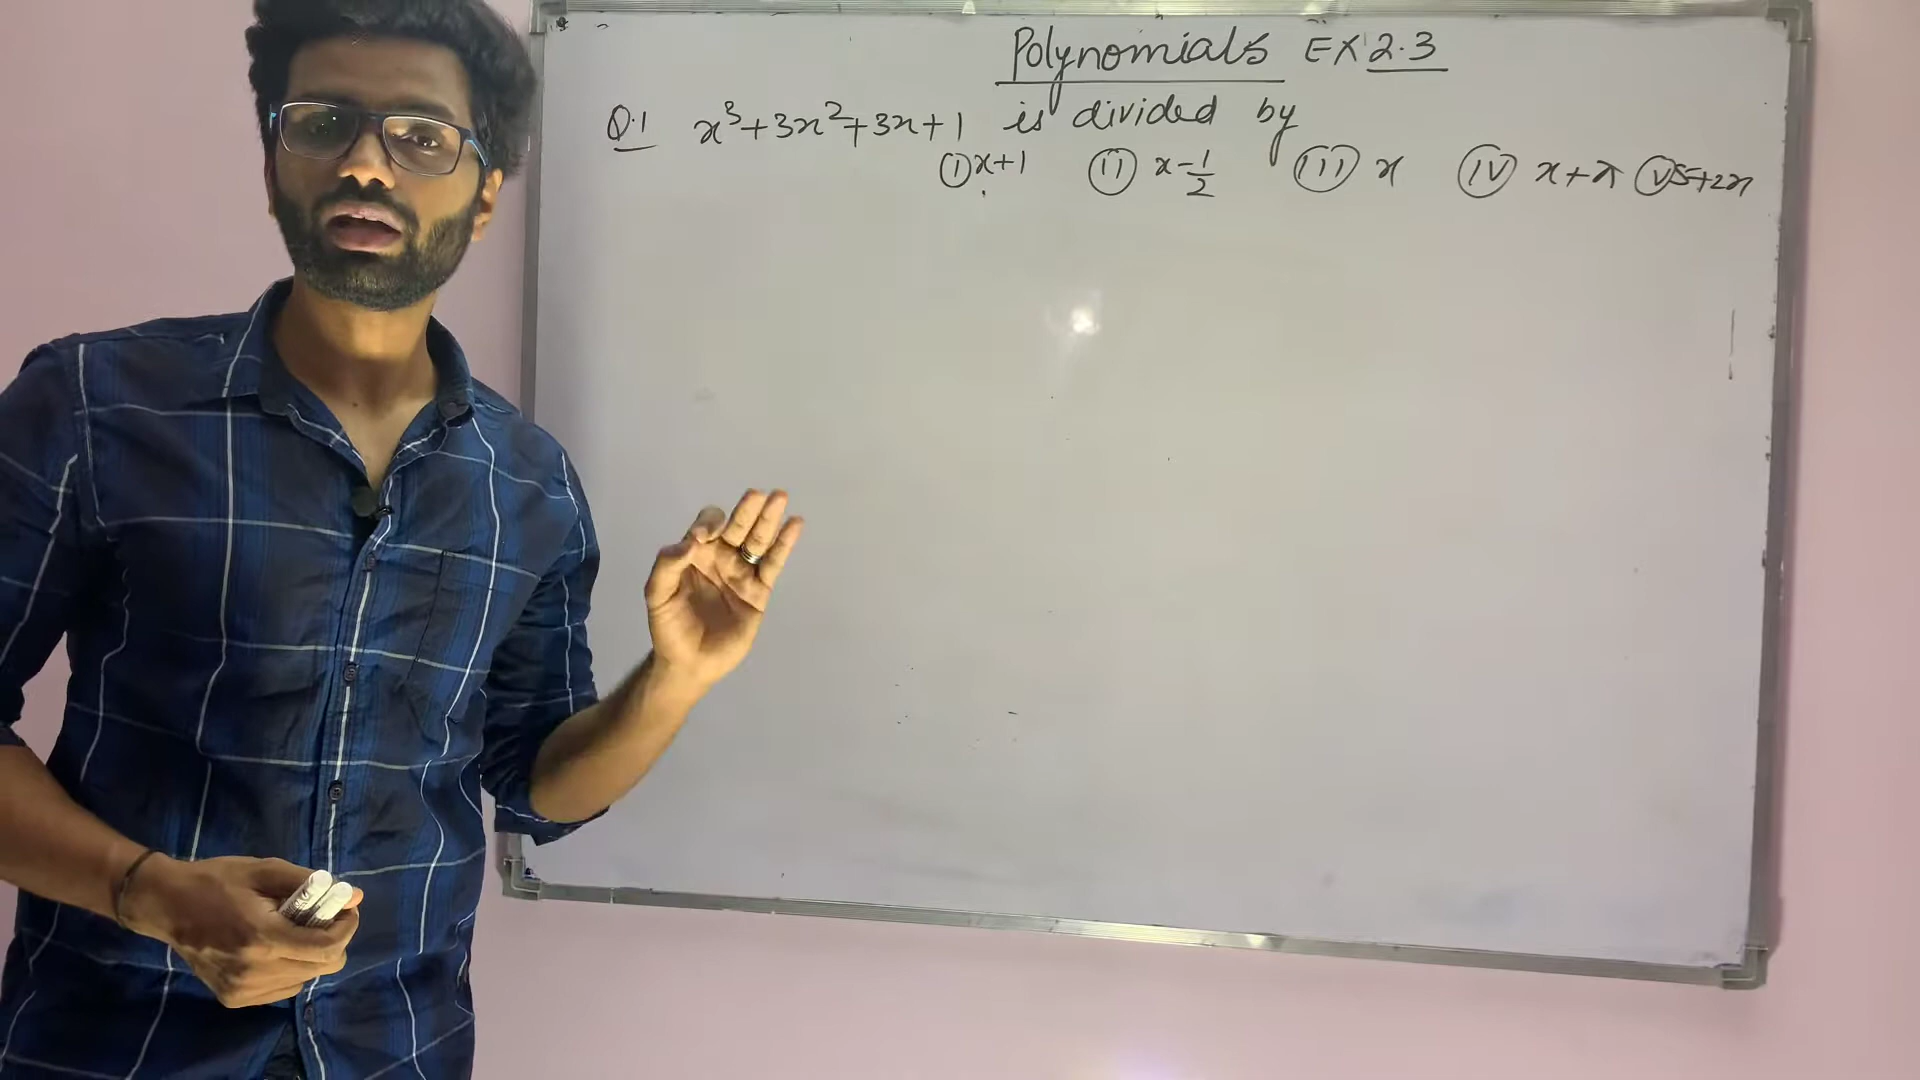 Polynomials EX 2.3
Q.1 x³+3x²+3x+1 is divided by
(i) x+1 (ii) x-1/2 (iii) x (iv) x+π (v) 5+2x